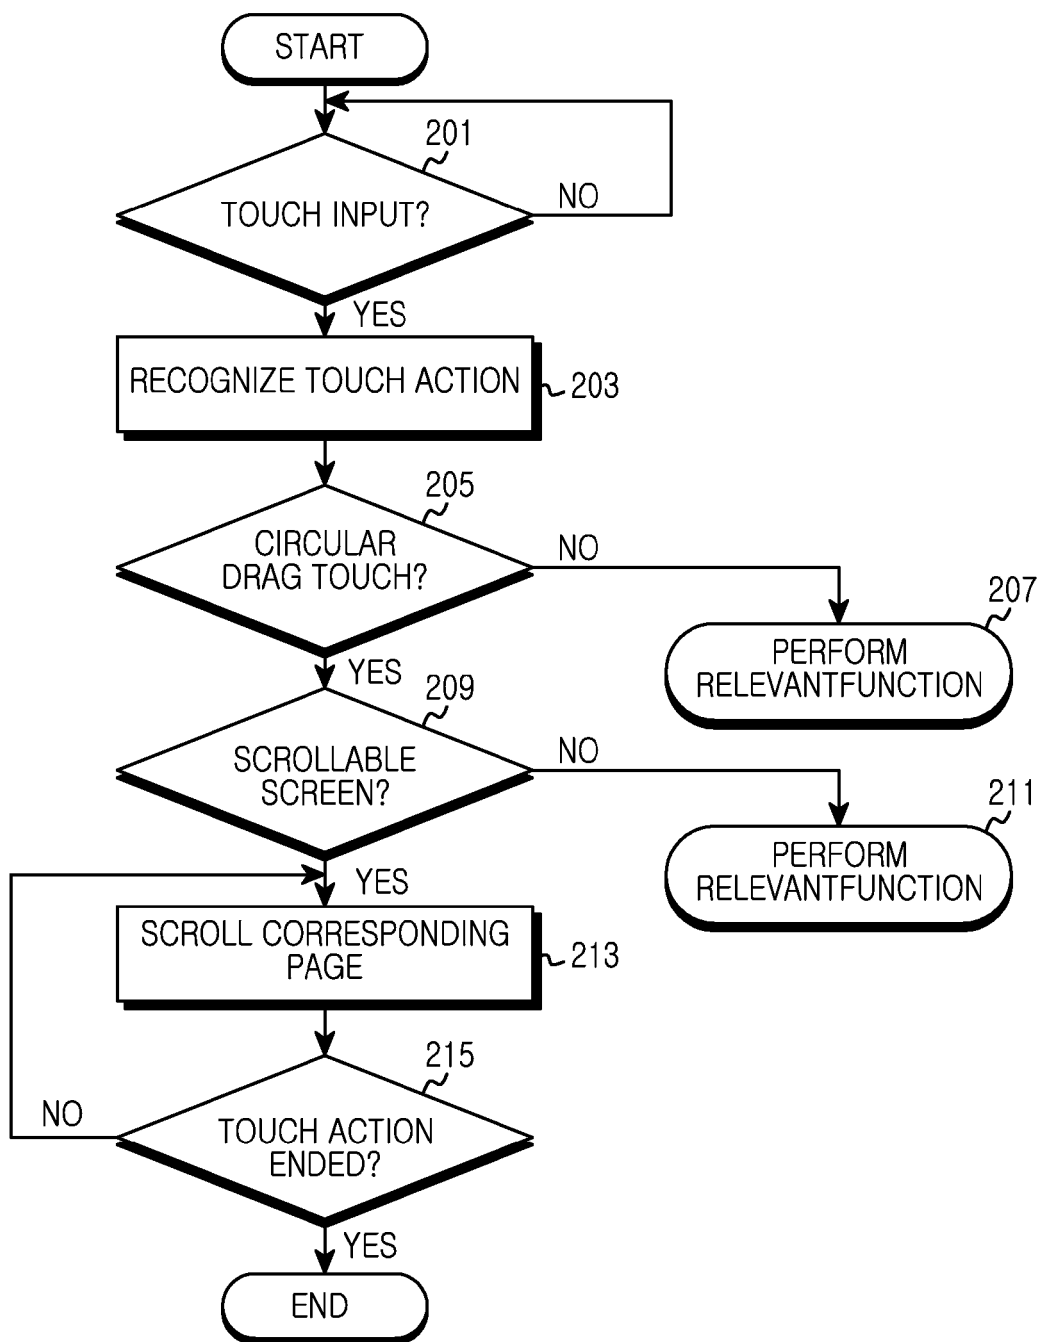 START
201
TOUCH INPUT?
NO
YES
RECOGNIZE TOUCH ACTION
203
205
CIRCULAR
DRAG TOUCH?
NO
207
PERFORM
RELEVANTFUNCTION
YES
209
SCROLLABLE
SCREEN?
NO
211
PERFORM
RELEVANTFUNCTION
YES
SCROLL CORRESPONDING
PAGE
213
215
NO
TOUCH ACTION
ENDED?
YES
END